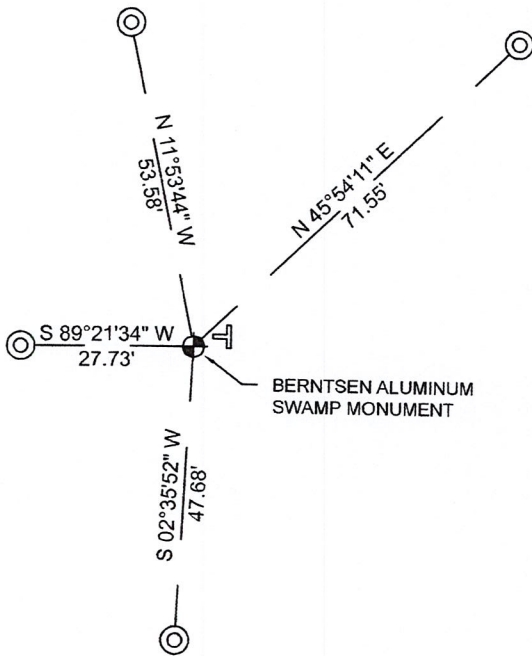 N 11°53'44" W
53.58'
N 45°54'11" E
71.55'
S 89°21'34" W
27.73'
BERNTSEN ALUMINUM
SWAMP MONUMENT
S 02°35'52" W
47.68'